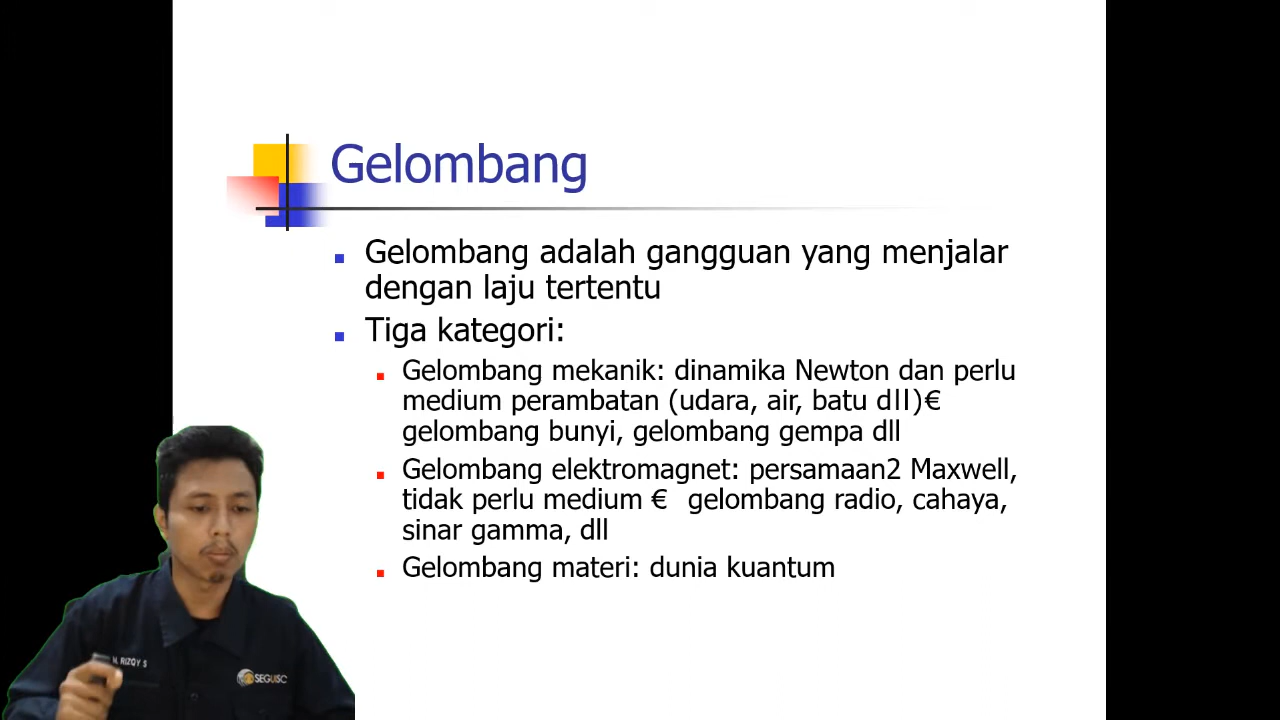 Gelombang
Gelombang adalah gangguan yang menjalar
dengan laju tertentu
Tiga kategori:
Gelombang mekanik: dinamika Newton dan perlu
medium perambatan (udara, air, batu dll)€
gelombang bunyi, gelombang gempa dll
Gelombang elektromagnet: persamaan2 Maxwell,
tidak perlu medium € gelombang radio, cahaya,
sinar gamma, dll
Gelombang materi: dunia kuantum
M. RIZQY S
SEGUISC